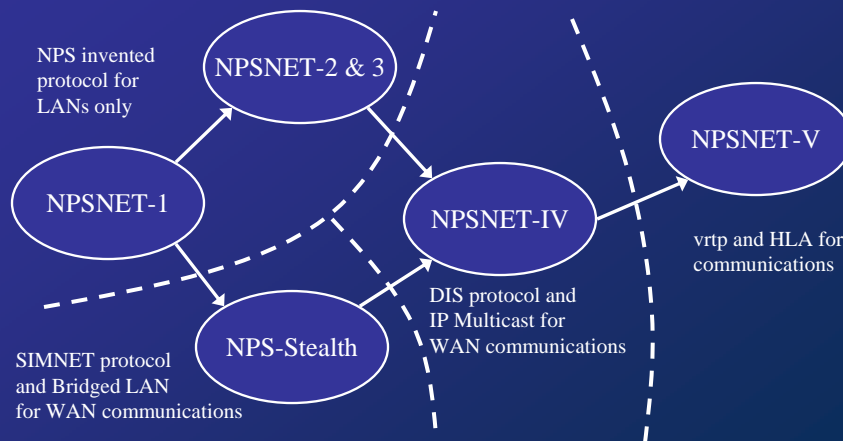 NPS invented
protocol for
LANs only
NPSNET-2 & 3
NPSNET-1
NPSNET-IV
NPSNET-V
vrtp and HLA for
communications
NPS-Stealth
DIS protocol and
IP Multicast for
WAN communications
SIMNET protocol
and Bridged LAN
for WAN communications